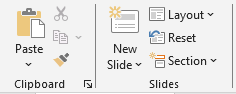 Paste
Clipboard
New
Slide
Layout
Reset
Section
Slides